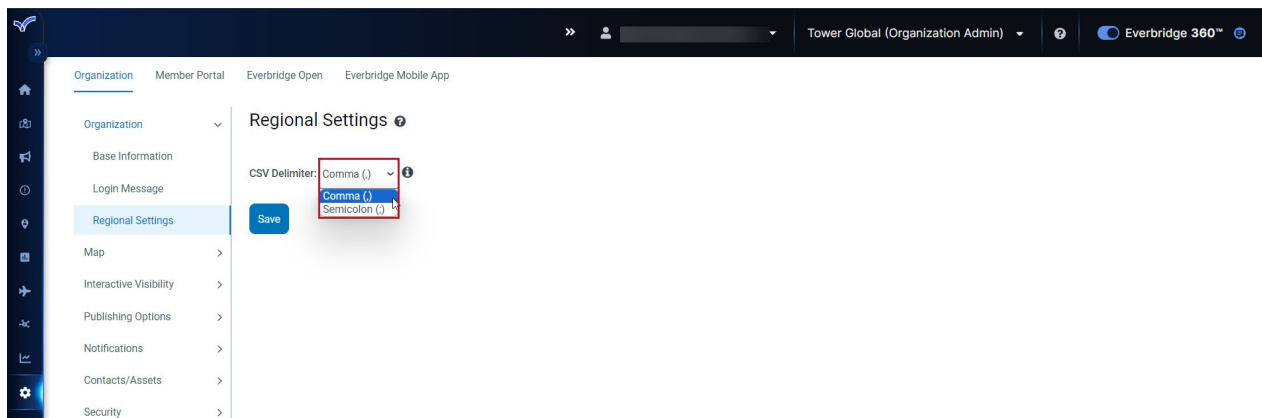 Tower Global (Organization Admin)
Everbridge 360™
Organization
Member Portal
Everbridge Open
Everbridge Mobile App
Organization
Base Information
Login Message
Regional Settings
Map
Interactive Visibility
Publishing Options
Notifications
Contacts/Assets
Security
Regional Settings
CSV Delimiter: Comma (,)
Comma (,)
Semicolon (;)
Save